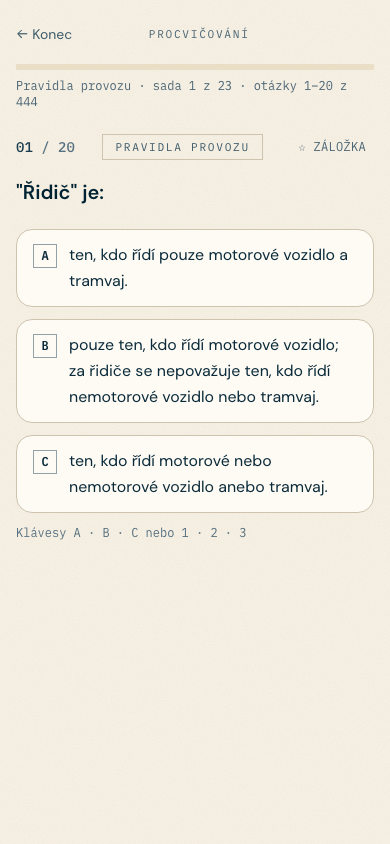 ← Konec
PROCVIČOVÁNÍ
Pravidla provozu · sada 1 z 23 · otázky 1–20 z
444
01 / 20
PRAVIDLA PROVOZU
☆ ZÁLOŽKA
"Řidič" je:
A
ten, kdo řídí pouze motorové vozidlo a
tramvaj.
B
pouze ten, kdo řídí motorové vozidlo;
za řidiče se nepovažuje ten, kdo řídí
nemotorové vozidlo nebo tramvaj.
C
ten, kdo řídí motorové nebo
nemotorové vozidlo anebo tramvaj.
Klávesy A · B · C nebo 1 · 2 · 3